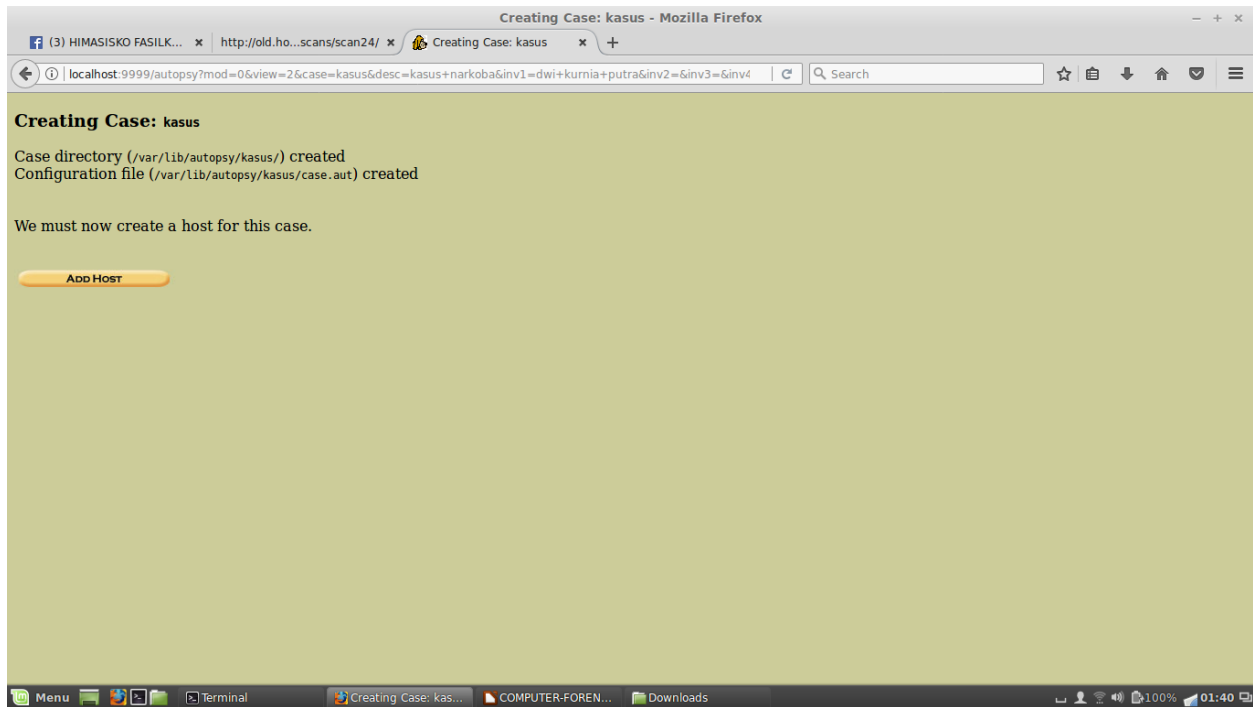 Creating Case: kasus - Mozilla Firefox
(3) HIMASISKO FASILK...
http://old.ho...scans/scan24/
Creating Case: kasus
localhost:9999/autopsy?mod=0&view=2&case=kasus&desc=kasus+narkoba&inv1=dwi+kurnia+putra&inv2=&inv3=&inv4
Search
Creating Case: kasus
Case directory (/var/lib/autopsy/kasus/) created
Configuration file (/var/lib/autopsy/kasus/case.aut) created
We must now create a host for this case.
ADD HOST
Menu
Terminal
Creating Case: kas...
COMPUTER-FOREN...
Downloads
100%
01:40